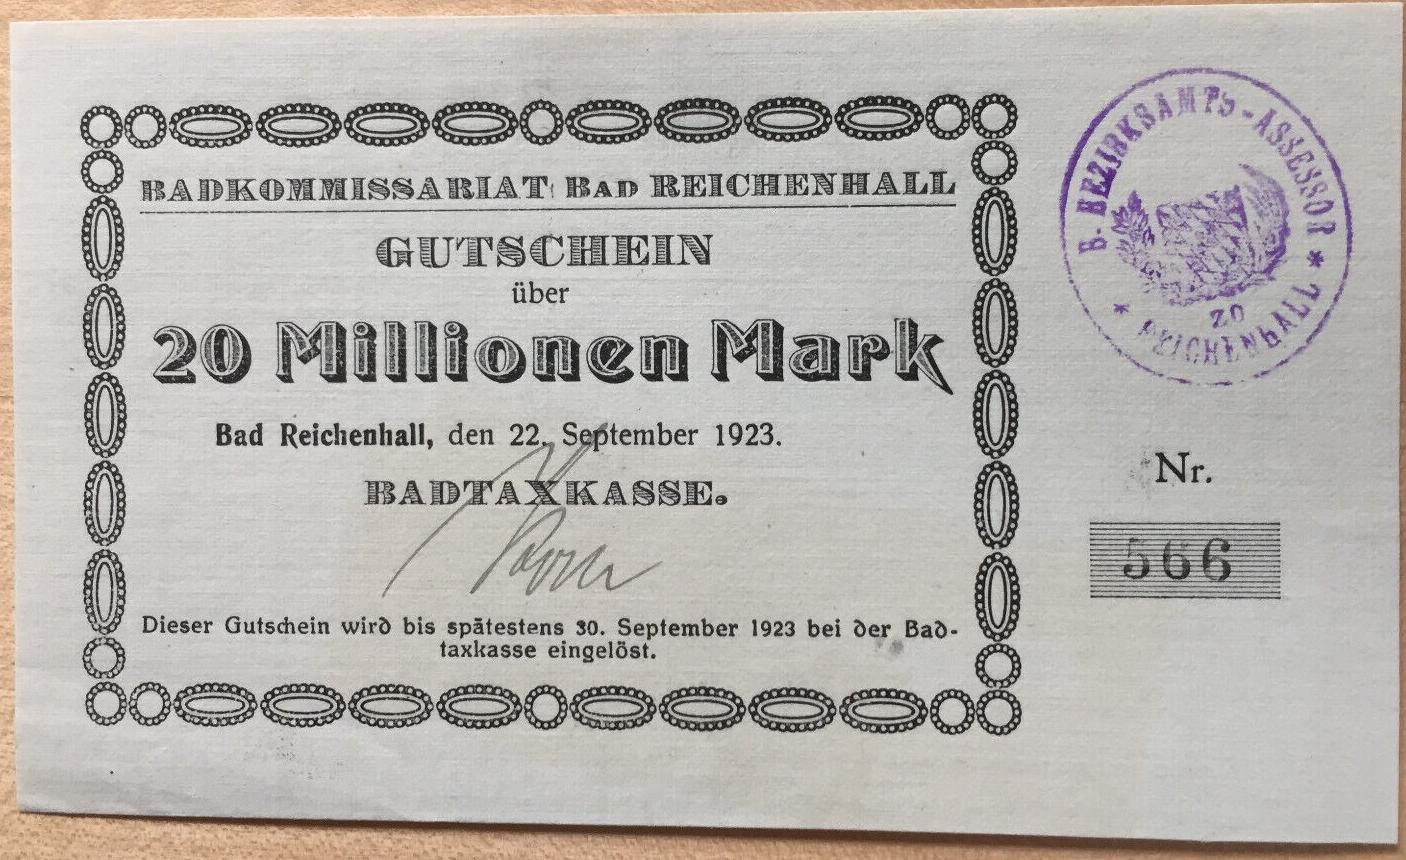 BADKOMMISSARIAT BAD REICHENHALL
GUTSCHEIN
über
20 Millionen Mark
Bad Reichenhall, den 22. September 1923.
BADTAXKASSE.
Dieser Gutschein wird bis spätestens 30. September 1923 bei der Bad-
taxkasse eingelöst.
B. BEZIRKSAMTS-ASSESSOR
* REICHENHALL *
Nr.
566